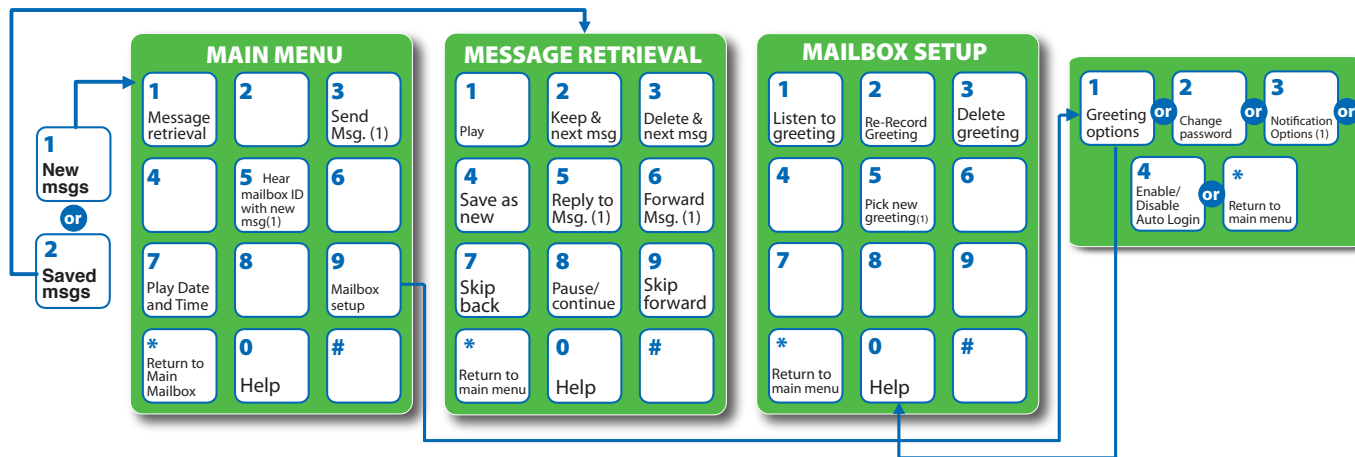 1
New
msgs
or
2
Saved
msgs
MAIN MENU
1
Message
retrieval
2
3
Send
Msg. (1)
4
5 Hear
mailbox ID
with new
msg(1)
6
7
Play Date
and Time
8
9
Mailbox
setup
*
Return to
Main
Mailbox
0
Help
#
MESSAGE RETRIEVAL
1
Play
2
Keep &
next msg
3
Delete &
next msg
4
Save as
new
5
Reply to
Msg. (1)
6
Forward
Msg. (1)
7
Skip
back
8
Pause/
continue
9
Skip
forward
*
Return to
main menu
0
Help
#
MAILBOX SETUP
1
Listen to
greeting
2
Re-Record
Greeting
3
Delete
greeting
4
5
Pick new
greeting(1)
6
7
8
9
*
Return to
main menu
0
Help
#
1
Greeting
options
or
2
Change
password
or
3
Notification
Options (1)
or
4
Enable/
Disable
Auto Login
or
*
Return to
main menu